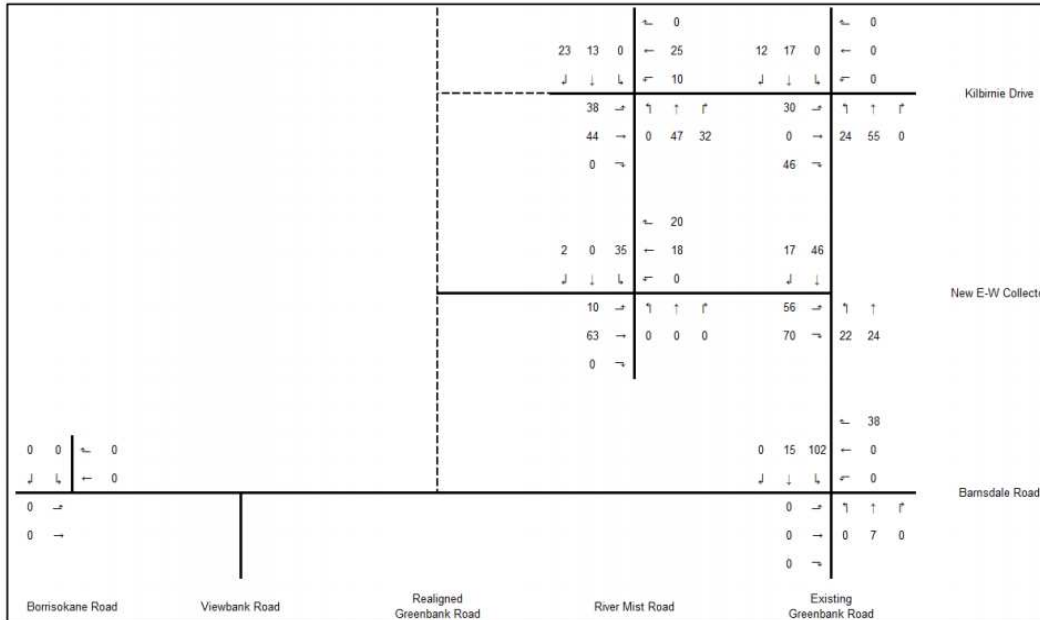 0 0
23 13 0 25 12 17 0 0
10 0
Kilbirnie Drive
38 30
44 0 47 32 0 24 55 0
0 46
20
2 0 35 18 17 46
0
New E-W Collecto
10 56
63 0 0 0 70 22 24
0
38
0 0 0 0 15 102 0
0 0
Barnsdale Road
0 0
0 0 0 7 0
0
Borrisokane Road Viewbank Road Realigned Greenbank Road River Mist Road Existing Greenbank Road